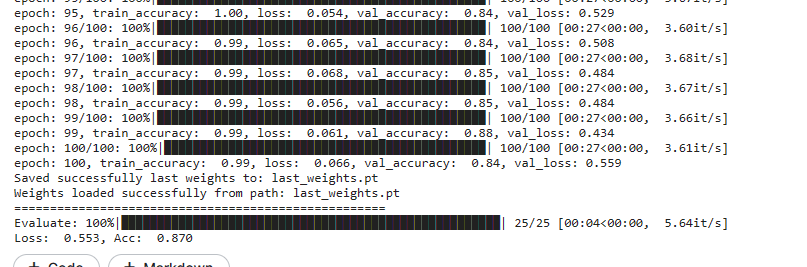 99/100: 100%| 100/100 [00:27<00:00, 3.67it/s]
epoch: 95, train_accuracy: 1.00, loss: 0.054, val_accuracy: 0.84, val_loss: 0.529
epoch: 96/100: 100%| | 100/100 [00:27<00:00, 3.60it/s]
epoch: 96, train_accuracy: 0.99, loss: 0.065, val_accuracy: 0.84, val_loss: 0.508
epoch: 97/100: 100%| | 100/100 [00:27<00:00, 3.68it/s]
epoch: 97, train_accuracy: 0.99, loss: 0.068, val_accuracy: 0.85, val_loss: 0.484
epoch: 98/100: 100%| | 100/100 [00:27<00:00, 3.67it/s]
epoch: 98, train_accuracy: 0.99, loss: 0.056, val_accuracy: 0.85, val_loss: 0.484
epoch: 99/100: 100%| | 100/100 [00:27<00:00, 3.66it/s]
epoch: 99, train_accuracy: 0.99, loss: 0.061, val_accuracy: 0.88, val_loss: 0.434
epoch: 100/100: 100%| | 100/100 [00:27<00:00, 3.61it/s]
epoch: 100, train_accuracy: 0.99, loss: 0.066, val_accuracy: 0.84, val_loss: 0.559
Saved successfully last weights to: last_weights.pt
Weights loaded successfully from path: last_weights.pt
====================================================
Evaluate: 100%| | 25/25 [00:04<00:00, 5.64it/s]
Loss: 0.553, Acc: 0.870
+ Code + Markdown